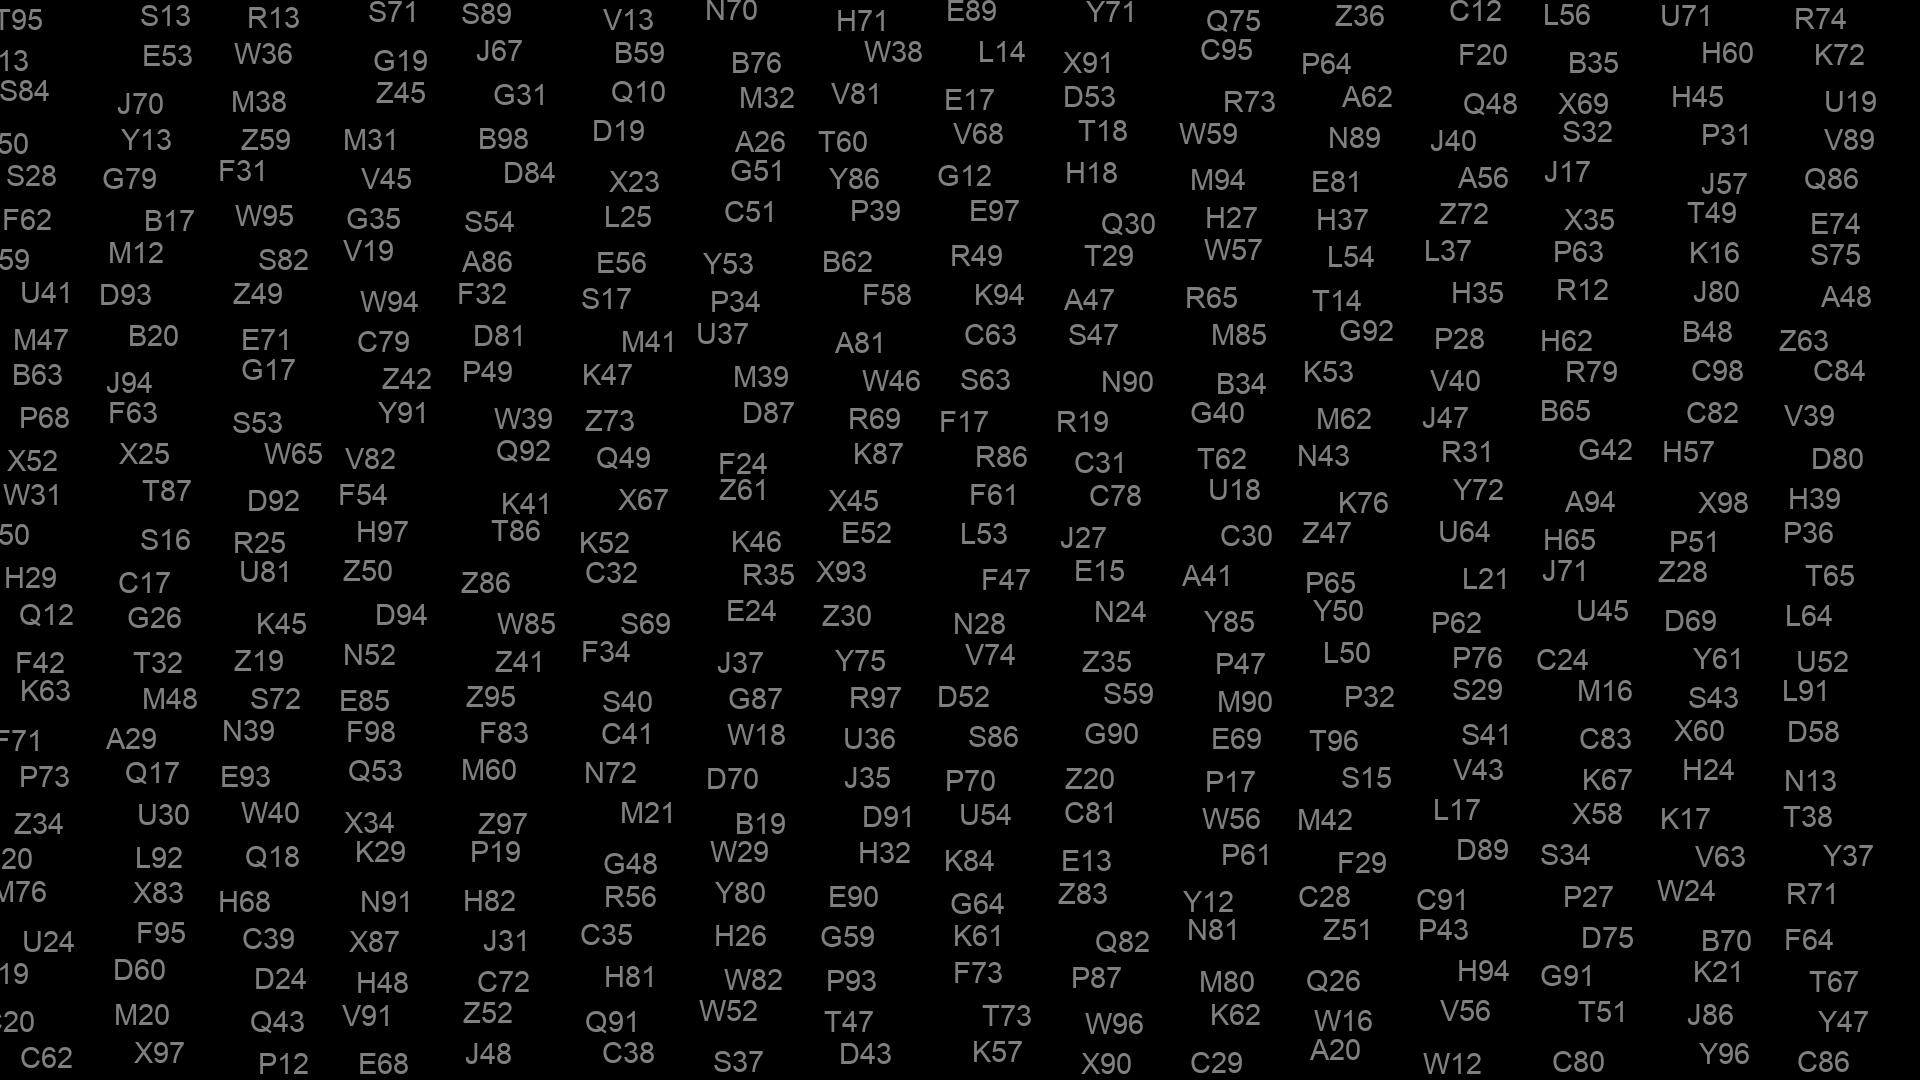 T95 S13 R13 S71 S89 V13 N70 H71 E89 Y71 Q75 Z36 C12 L56 U71 R74
13 E53 W36 G19 J67 B59 B76 W38 L14 X91 C95 P64 F20 B35 H60 K72
S84 J70 M38 Z45 G31 Q10 M32 V81 E17 D53 R73 A62 Q48 X69 H45 U19
50 Y13 Z59 M31 B98 D19 A26 T60 V68 T18 W59 N89 J40 S32 P31 V89
S28 G79 F31 V45 D84 X23 G51 Y86 G12 H18 M94 E81 A56 J17 J57 Q86
F62 B17 W95 G35 S54 L25 C51 P39 E97 Q30 H27 H37 Z72 X35 T49 E74
59 M12 S82 V19 A86 E56 Y53 B62 R49 T29 W57 L54 L37 P63 K16 S75
U41 D93 Z49 W94 F32 S17 P34 F58 K94 A47 R65 T14 H35 R12 J80 A48
M47 B20 E71 C79 D81 M41 U37 A81 C63 S47 M85 G92 P28 H62 B48 Z63
B63 J94 G17 Z42 P49 K47 M39 W46 S63 N90 B34 K53 V40 R79 C98 C84
P68 F63 S53 Y91 W39 Z73 D87 R69 F17 R19 G40 M62 J47 B65 C82 V39
X52 X25 W65 V82 Q92 Q49 F24 K87 R86 C31 T62 N43 R31 G42 H57 D80
W31 T87 D92 F54 K41 X67 Z61 X45 F61 C78 U18 K76 Y72 A94 X98 H39
50 S16 R25 H97 T86 K52 K46 E52 L53 J27 C30 Z47 U64 H65 P51 P36
H29 C17 U81 Z50 Z86 C32 R35 X93 F47 E15 A41 P65 L21 J71 Z28 T65
Q12 G26 K45 D94 W85 S69 E24 Z30 N28 N24 Y85 Y50 P62 U45 D69 L64
F42 T32 Z19 N52 Z41 F34 J37 Y75 V74 Z35 P47 L50 P76 C24 Y61 U52
K63 M48 S72 E85 Z95 S40 G87 R97 D52 S59 M90 P32 S29 M16 S43 L91
F71 A29 N39 F98 F83 C41 W18 U36 S86 G90 E69 T96 S41 C83 X60 D58
P73 Q17 E93 Q53 M60 N72 D70 J35 P70 Z20 P17 S15 V43 K67 H24 N13
Z34 U30 W40 X34 Z97 M21 B19 D91 U54 C81 W56 M42 L17 X58 K17 T38
20 L92 Q18 K29 P19 G48 W29 H32 K84 E13 P61 F29 D89 S34 V63 Y37
M76 X83 H68 N91 H82 R56 Y80 E90 G64 Z83 Y12 C28 C91 P27 W24 R71
U24 F95 C39 X87 J31 C35 H26 G59 K61 Q82 N81 Z51 P43 D75 B70 F64
19 D60 D24 H48 C72 H81 W82 P93 F73 P87 M80 Q26 H94 G91 K21 T67
20 M20 Q43 V91 Z52 Q91 W52 T47 T73 W96 K62 W16 V56 T51 J86 Y47
C62 X97 P12 E68 J48 C38 S37 D43 K57 X90 C29 A20 W12 C80 Y96 C86